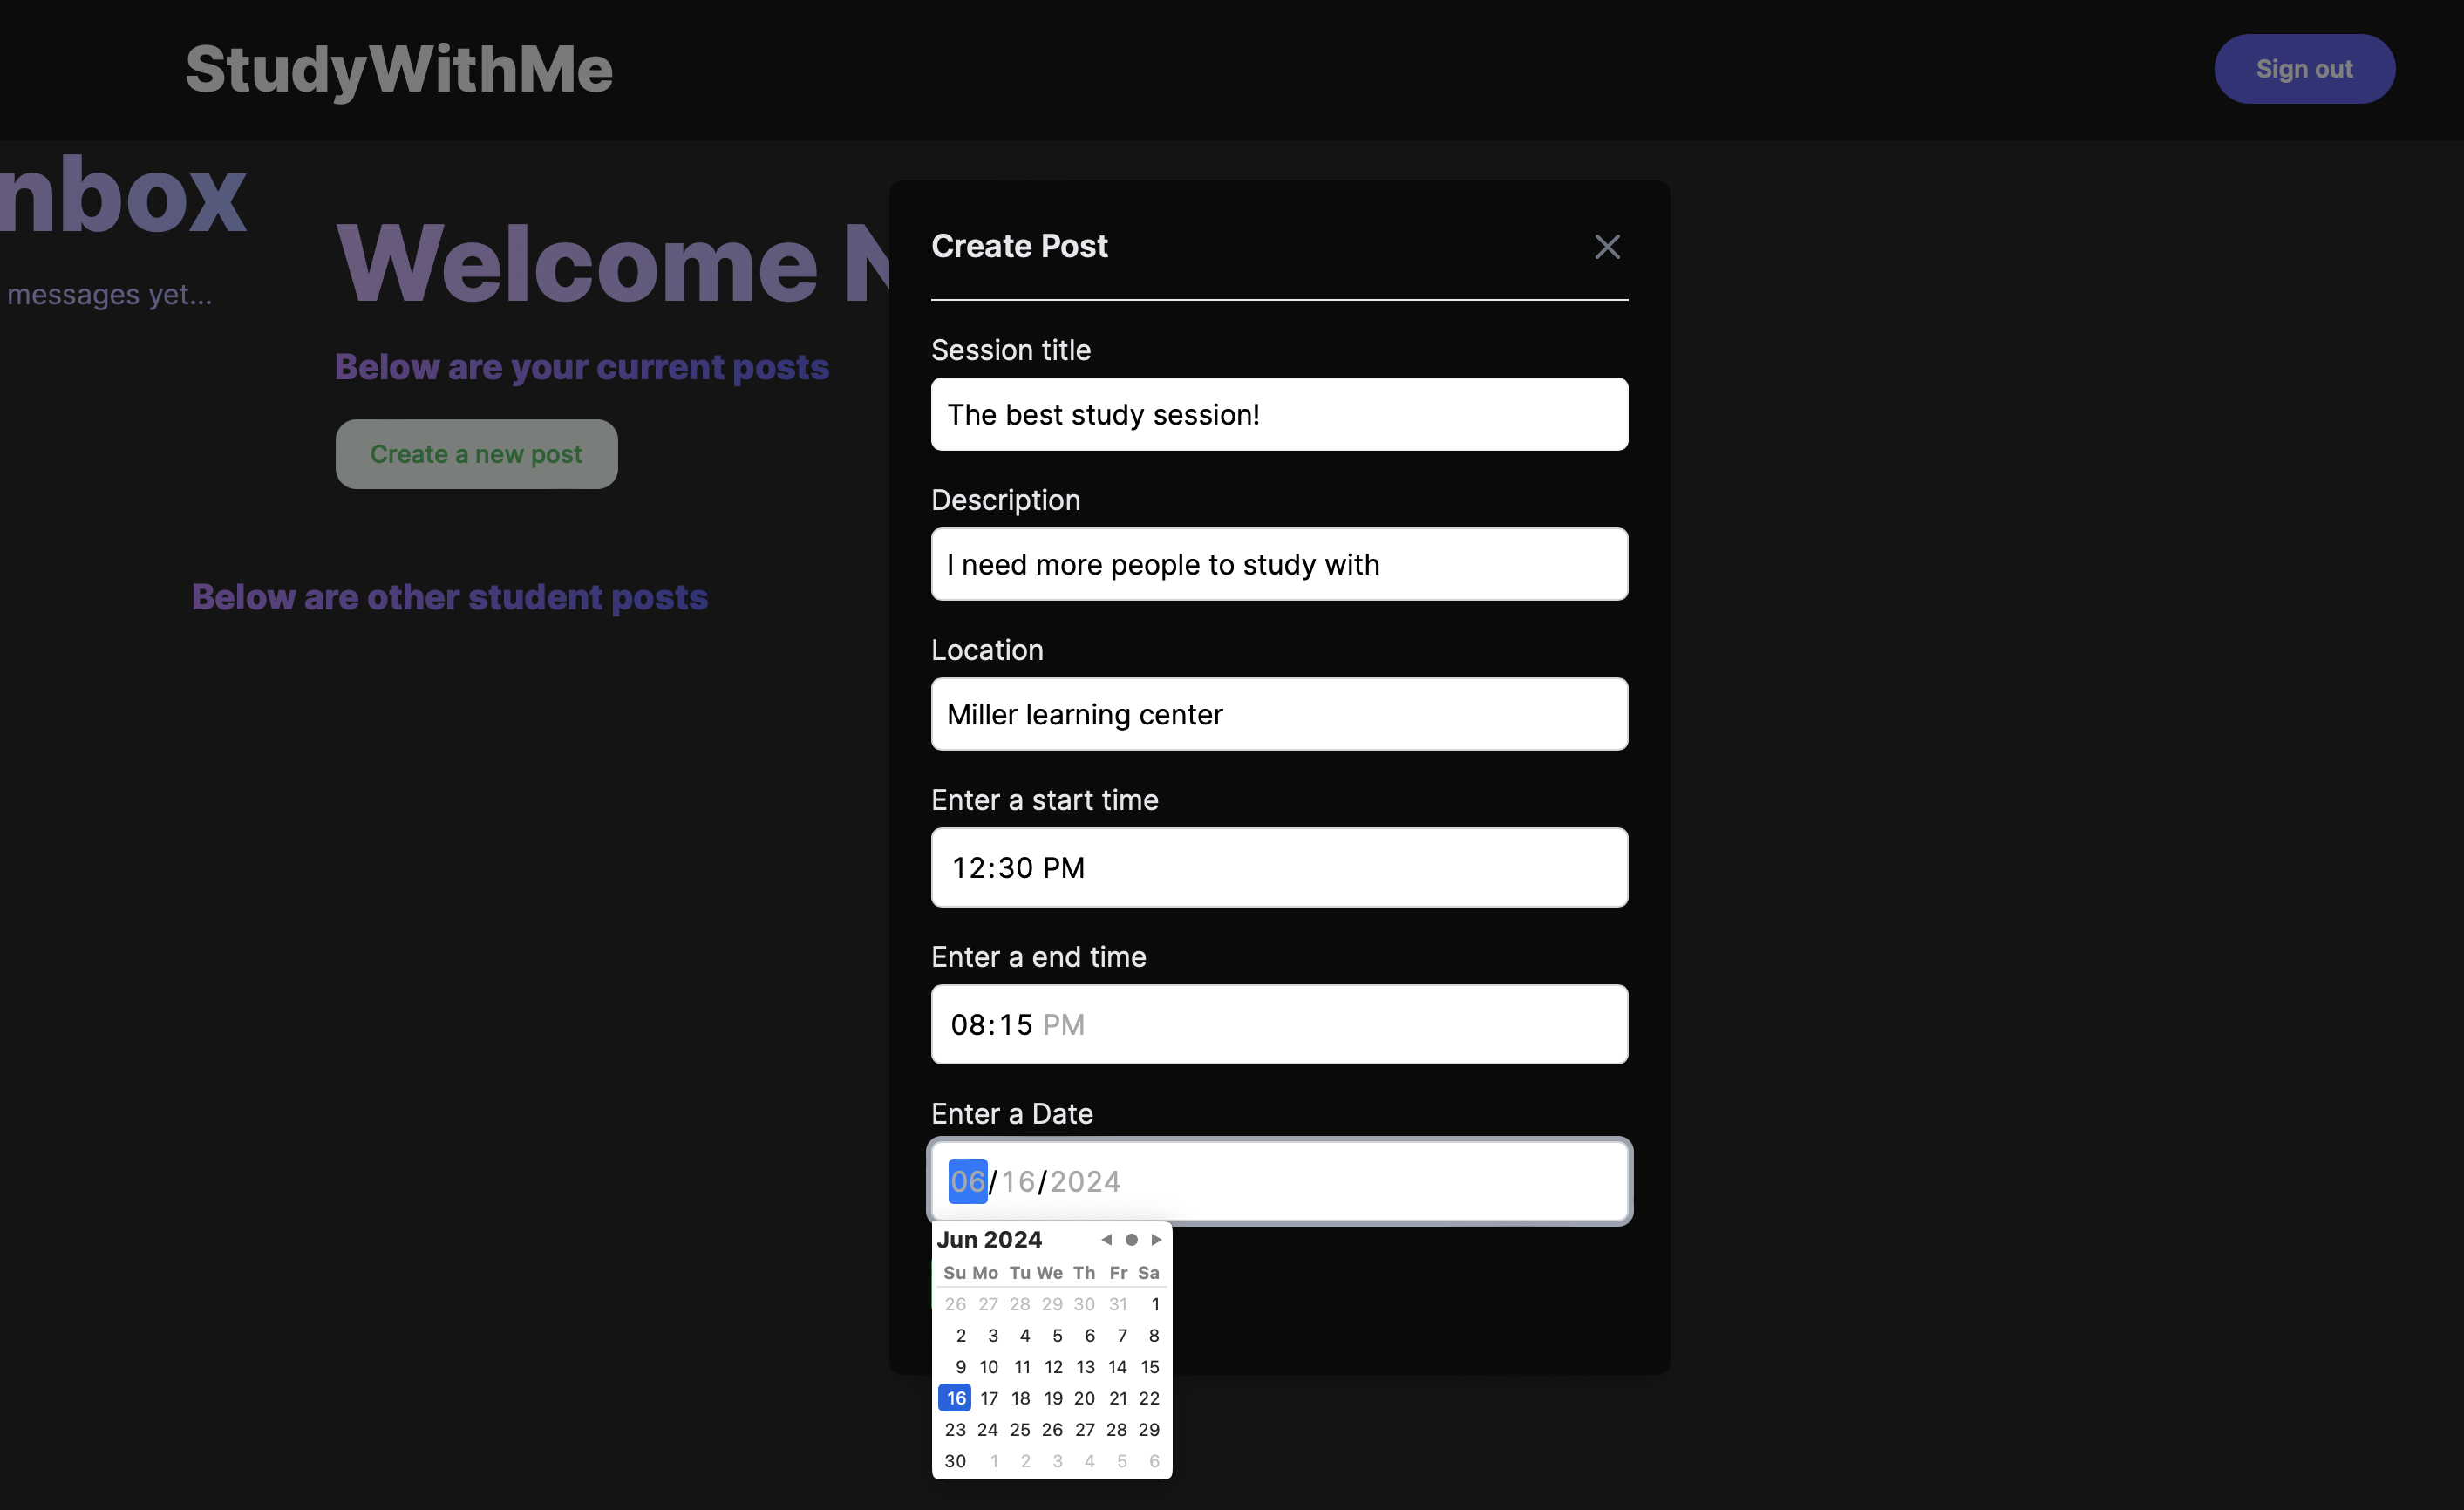 StudyWithMe
Sign out
nbox
messages yet...
Welcome N
Below are your current posts
Create a new post
Below are other student posts
Create Post
Session title
The best study session!
Description
I need more people to study with
Location
Miller learning center
Enter a start time
12:30 PM
Enter a end time
08:15 PM
Enter a Date
06/16/2024
Jun 2024
Su Mo Tu We Th Fr Sa
26 27 28 29 30 31 1
2 3 4 5 6 7 8
9 10 11 12 13 14 15
16 17 18 19 20 21 22
23 24 25 26 27 28 29
30 1 2 3 4 5 6